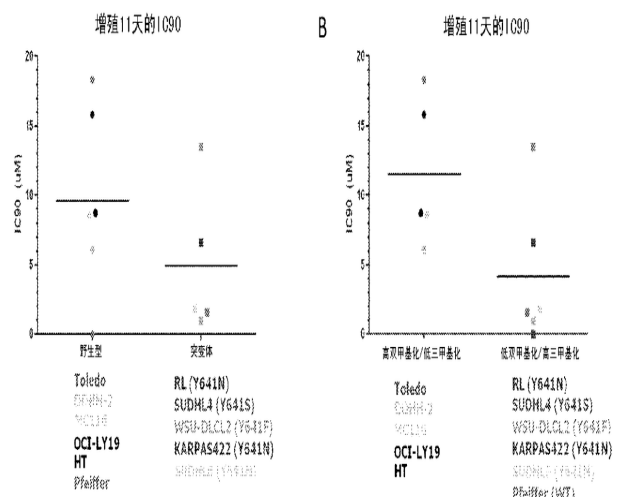 增殖11天的IC90
20
15
10
5
0
IC90 (uM)
野生型
突变体
Toledo
OCI-LY19
HT
Pfeiffer
RL (Y641N)
SUDHL4 (Y641S)
WSU-DLCL2 (Y641F)
KARPAS422 (Y641N)
B
增殖11天的IC90
20
15
10
5
0
IC90 (uM)
高双甲基化/低三甲基化
低双甲基化/高三甲基化
Toledo
OCI-LY19
HT
RL (Y641N)
SUDHL4 (Y641S)
WSU-DLCL2 (Y641F)
KARPAS422 (Y641N)
Pfeiffer (WT)